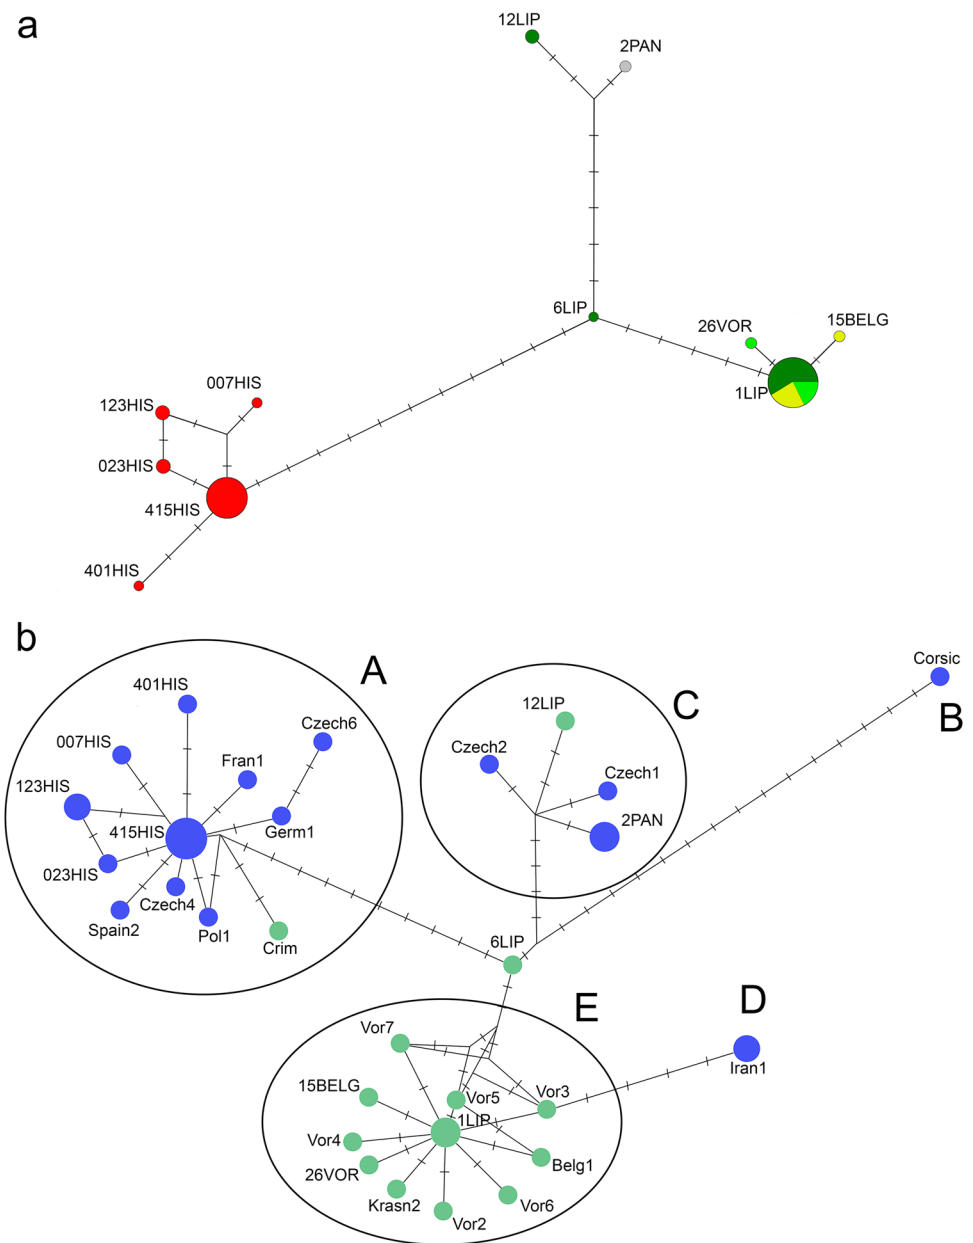 a
12LIP
2PAN
6LIP
26VOR
15BELG
1LIP
007HIS
123HIS
023HIS
415HIS
401HIS
b
A
401HIS
Czech6
007HIS
Fran1
123HIS
415HIS
Germ1
023HIS
Czech4
Spain2
Pol1
Crim
C
12LIP
Czech2
Czech1
2PAN
Corsic
B
6LIP
D
Iran1
E
Vor7
15BELG
Vor5
Vor3
1LIP
Vor4
Belg1
26VOR
Krasn2
Vor6
Vor2